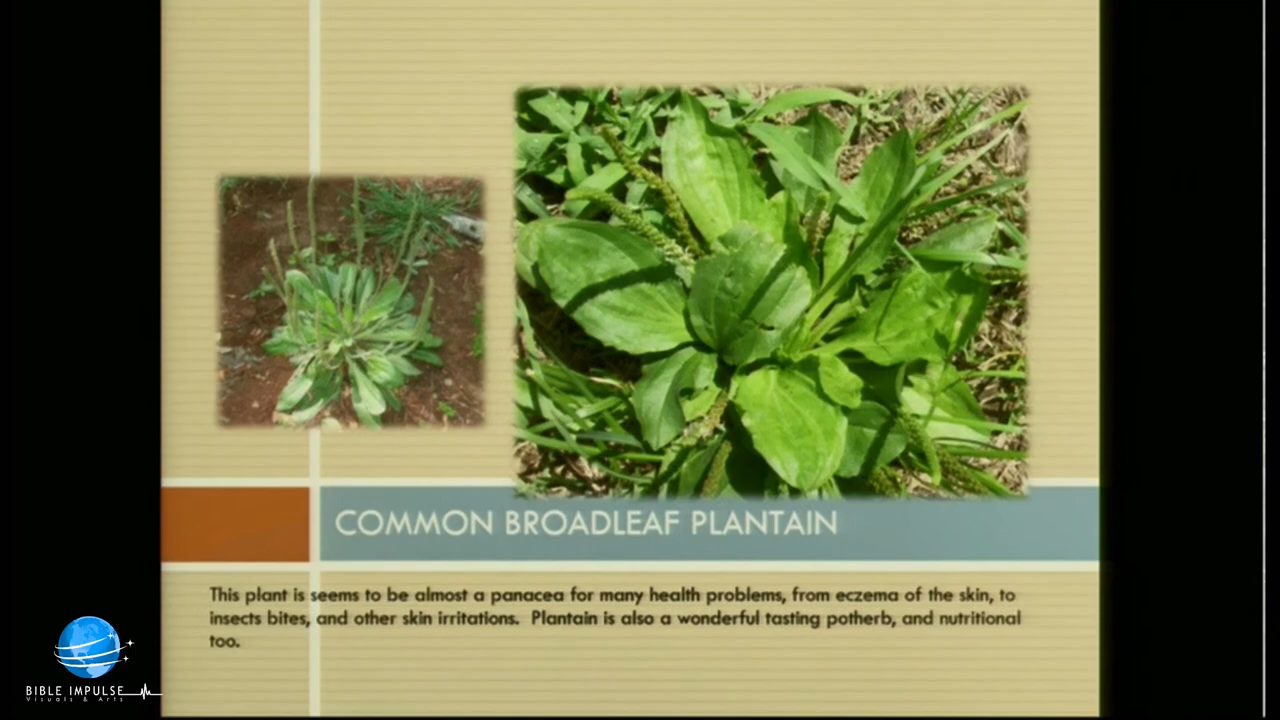 COMMON BROADLEAF PLANTAIN
This plant is seems to be almost a panacea for many health problems, from eczema of the skin, to
insects bites, and other skin irritations. Plantain is also a wonderful tasting potherb, and nutritional
too.
BIBLE IMPULSE
Visuals & Arts